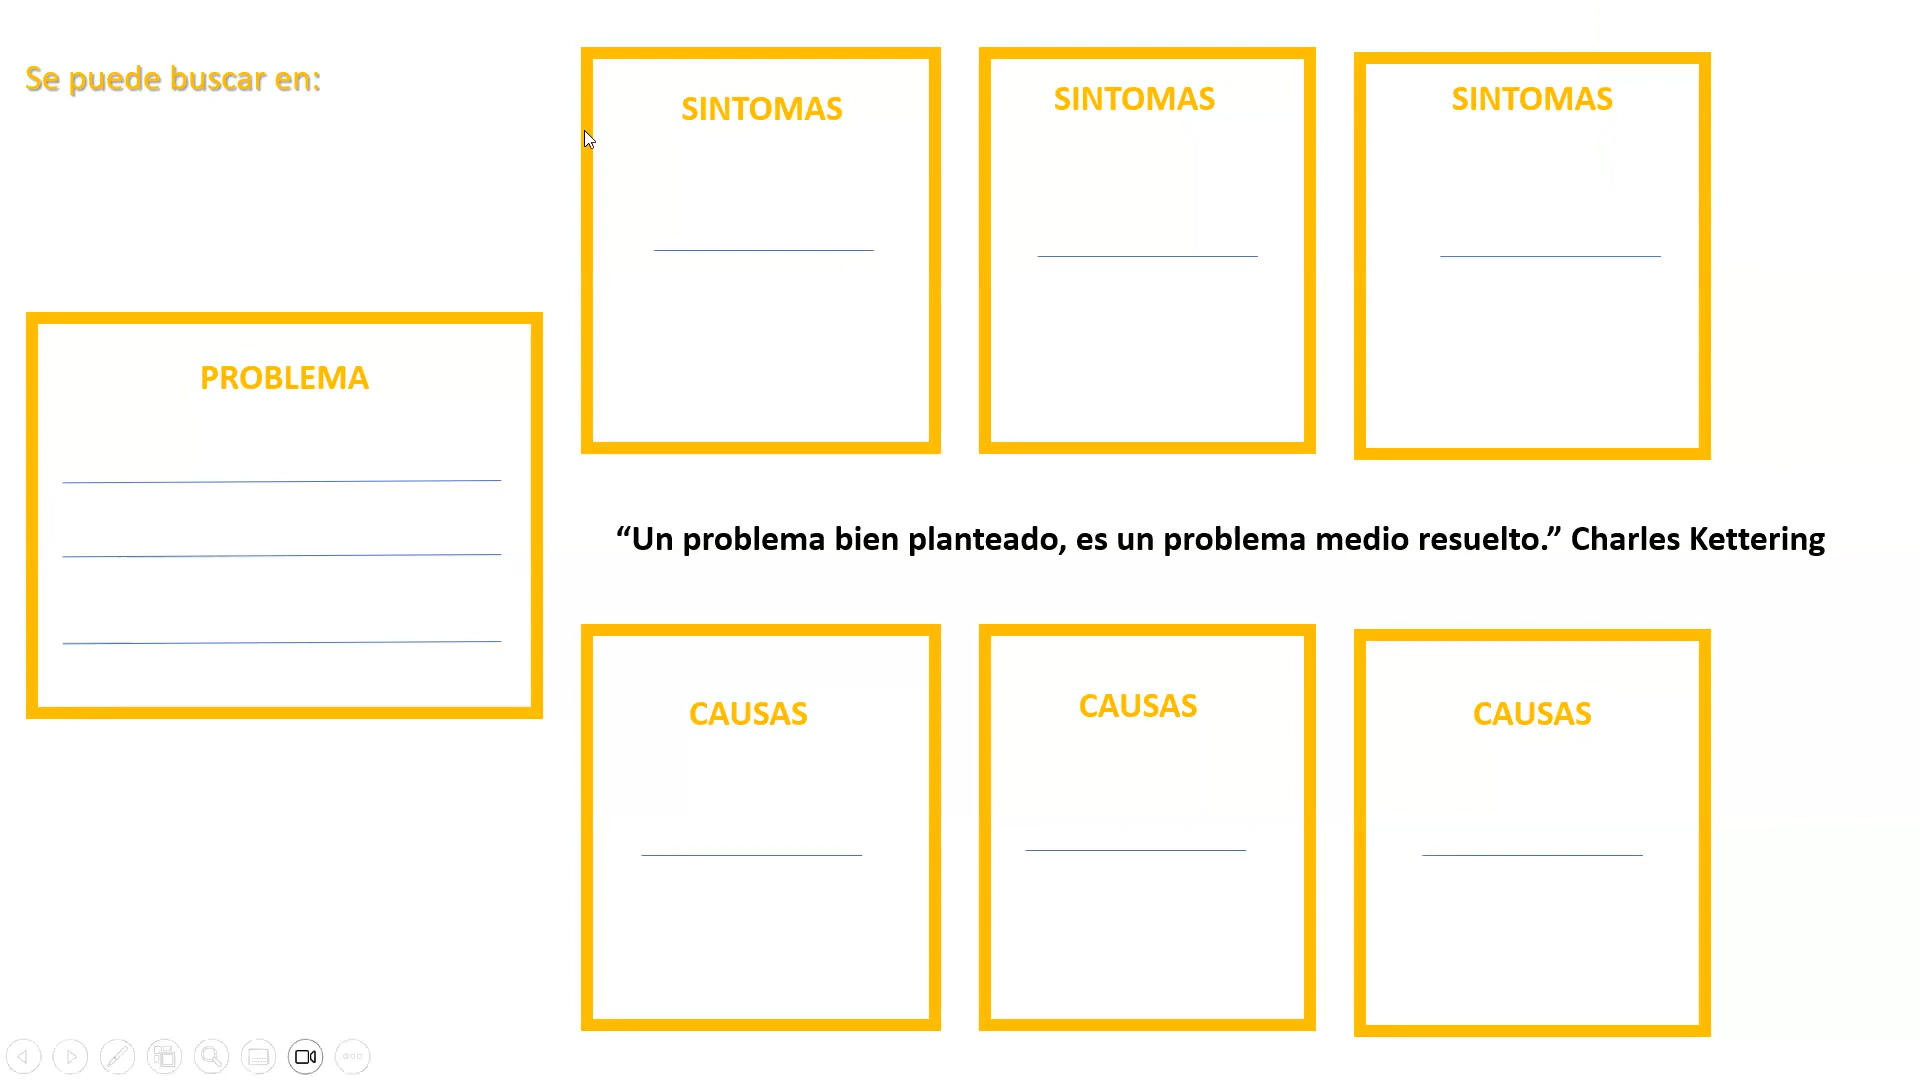 Se puede buscar en:
SINTOMAS
SINTOMAS
SINTOMAS
PROBLEMA
“Un problema bien planteado, es un problema medio resuelto.” Charles Kettering
CAUSAS
CAUSAS
CAUSAS